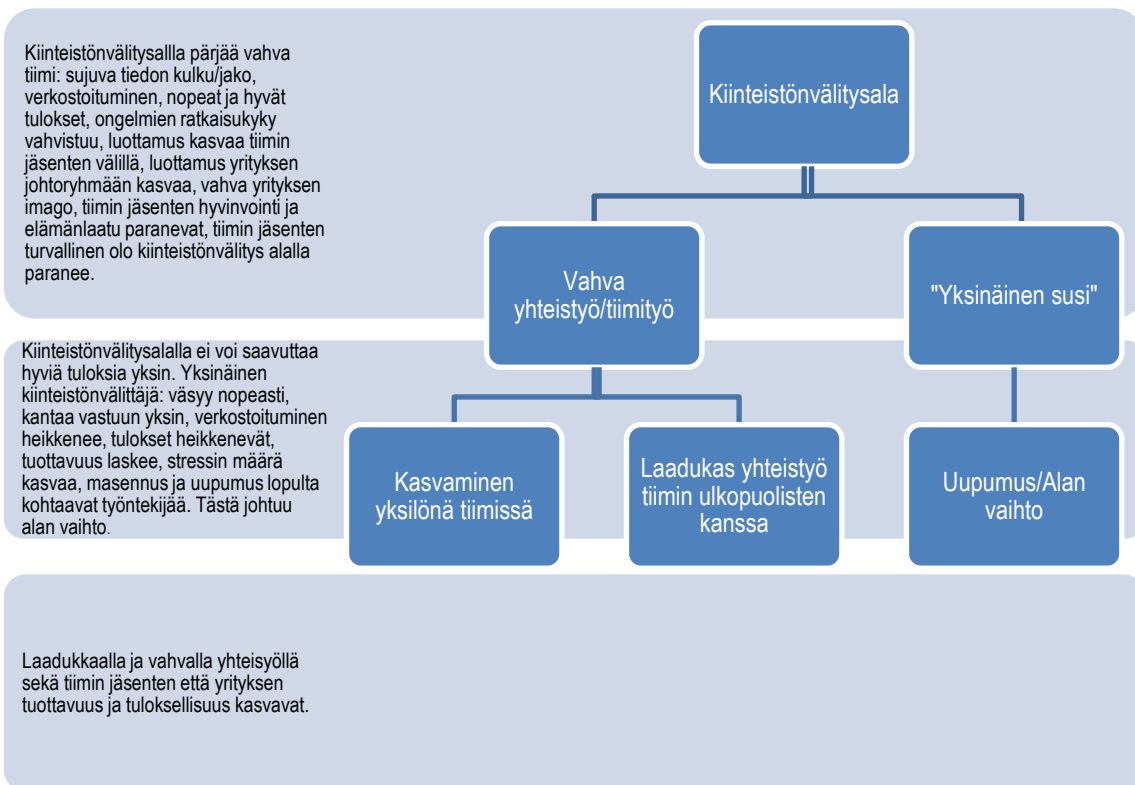 Kiinteistönvälitysallla pärjää vahva
tiimi: sujuva tiedon kulku/jako,
verkostoituminen, nopeat ja hyvät
tulokset, ongelmien ratkaisukyky
vahvistuu, luottamus kasvaa tiimin
jäsenten välillä, luottamus yrityksen
johtoryhmään kasvaa, vahva yrityksen
imago, tiimin jäsenten hyvinvointi ja
elämänlaatu paranevat, tiimin jäsenten
turvallinen olo kiinteistönvälitys alalla
paranee.
Kiinteistönvälitysala
Vahva
yhteistyö/tiimityö
"Yksinäinen susi"
Kiinteistönvälitysalalla ei voi saavuttaa
hyviä tuloksia yksin. Yksinäinen
kiinteistönvälittäjä: väsyy nopeasti,
kantaa vastuun yksin, verkostoituminen
heikkenee, tulokset heikkenevät,
tuottavuus laskee, stressin määrä
kasvaa, masennus ja uupumus lopulta
kohtaavat työntekijää. Tästä johtuu
alan vaihto.
Kasvaminen
yksilönä tiimissä
Laadukas yhteistyö
tiimin ulkopuolisten
kanssa
Uupumus/Alan
vaihto
Laadukkaalla ja vahvalla yhteisyöllä
sekä tiimin jäsenten että yrityksen
tuottavuus ja tuloksellisuus kasvavat.